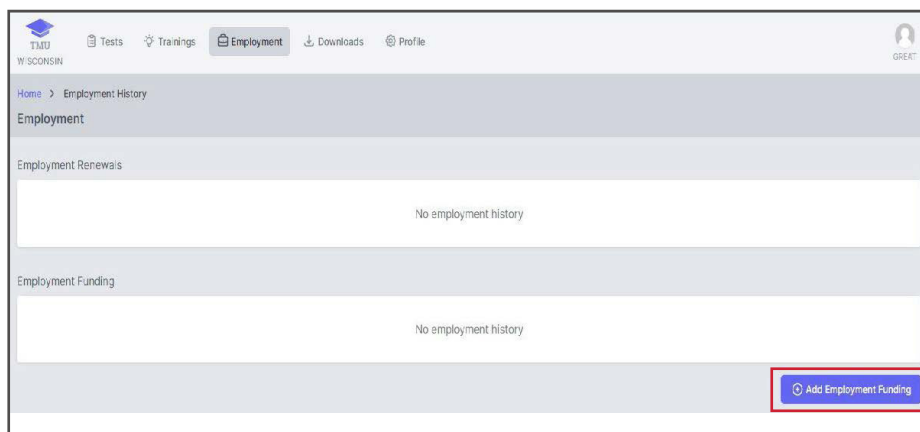 TMU
WISCONSIN
Tests
Trainings
Employment
Downloads
Profile
GREAT
Home > Employment History
Employment
Employment Renewals
No employment history
Employment Funding
No employment history
Add Employment Funding